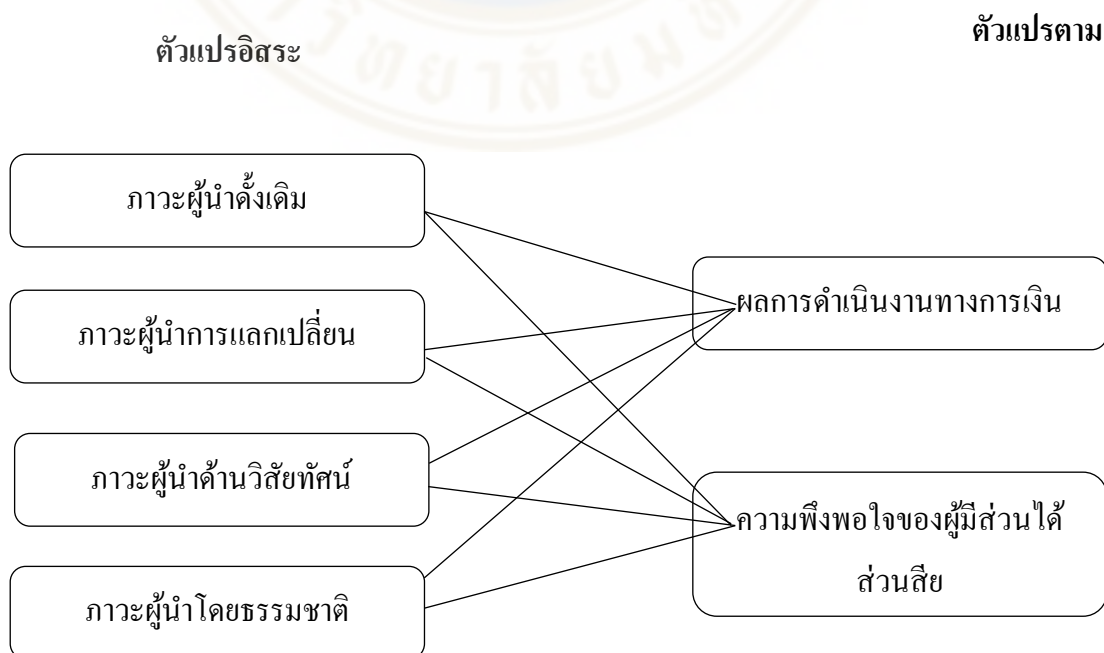 ตัวแปรอิสระ
ตัวแปรตาม
ภาวะผู้นำดั้งเดิม
ภาวะผู้นำการแลกเปลี่ยน
ภาวะผู้นำด้านวิสัยทัศน์
ภาวะผู้นำโดยธรรมชาติ
ผลการดำเนินงานทางการเงิน
ความพึงพอใจของผู้มีส่วนได้
ส่วนสีย